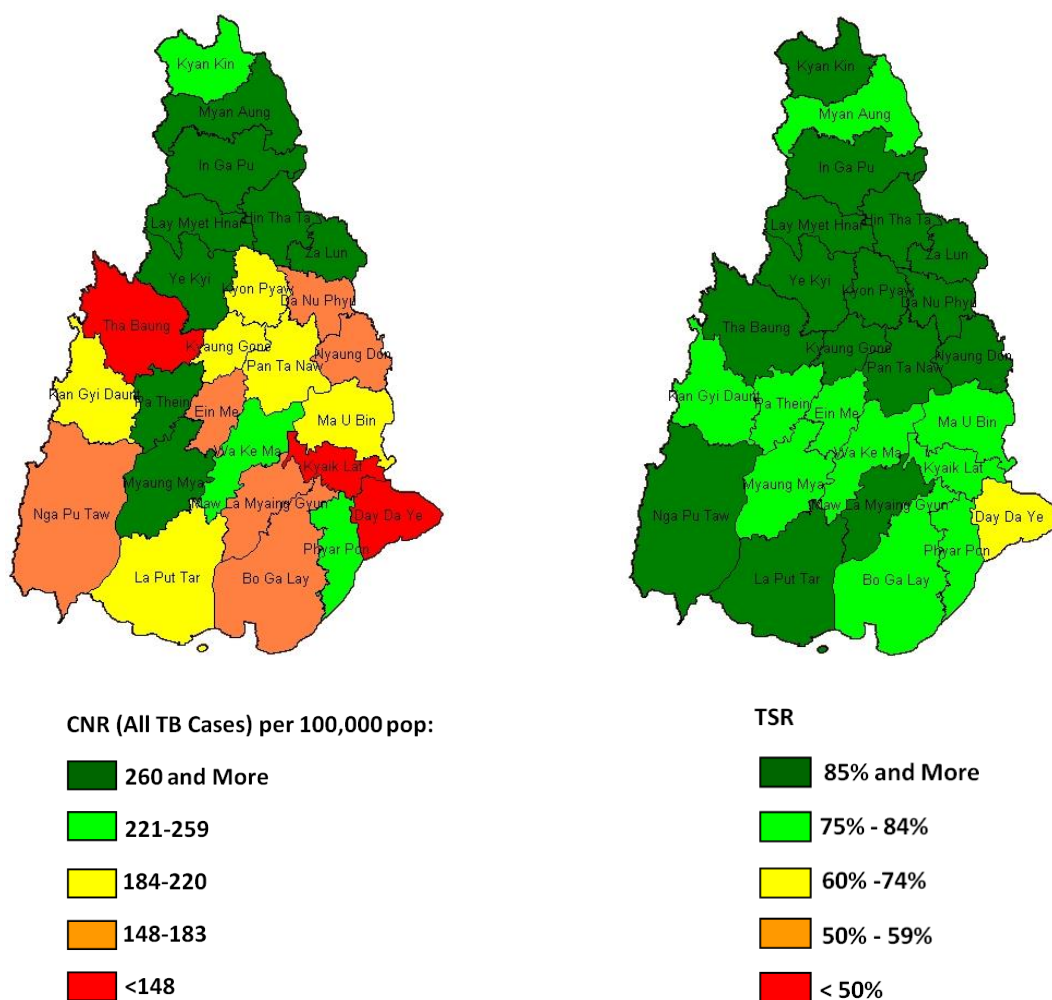 Kyan Kin
Myan Aung
In Ga Pu
Lay Myet Hnar
Hin Tha Ta
Za Lun
Ye Kyi
Kyon Pyaw
Da Nu Phyu
Tha Baung
Kyaung Gone
Nyaung Don
Pan Ta Naw
Kan Gyi Daunt
Pa Thein
Ein Me
Ma U Bin
Wa Ke Ma
Kyaik Lat
Myaung Mya
Maw La Myaing Gyun
Nga Pu Taw
Day Da Ye
Phyar Pon
La Put Tar
Bo Ga Lay
CNR (All TB Cases) per 100,000 pop:
260 and More
221-259
184-220
148-183
<148
Kyan Kin
Myan Aung
In Ga Pu
Lay Myet Hnar
Hin Tha Ta
Za Lun
Ye Kyi
Kyon Pyaw
Da Nu Phyu
Tha Baung
Kyaung Gone
Nyaung Don
Pan Ta Naw
Kan Gyi Daunt
Pa Thein
Ein Me
Ma U Bin
Wa Ke Ma
Kyaik Lat
Myaung Mya
Maw La Myaing Gyun
Nga Pu Taw
Day Da Ye
Phyar Pon
La Put Tar
Bo Ga Lay
TSR
85% and More
75% - 84%
60% -74%
50% - 59%
< 50%